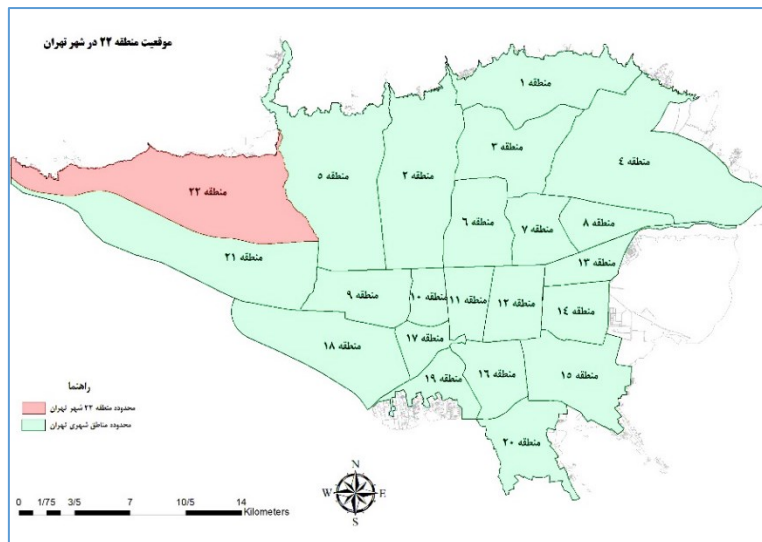 موقعیت منطقه ۲۲ در شهر تهران
منطقه ۱
منطقه ۳
منطقه ۴
منطقه ۵
منطقه ۲
منطقه ۲۲
منطقه ۶
منطقه ۷
منطقه ۸
منطقه ۲۱
منطقه ۱۳
منطقه ۹
منطقه ۱۰
منطقه ۱۱
منطقه ۱۲
منطقه ۱۴
منطقه ۱۸
منطقه ۱۷
منطقه ۱۹
منطقه ۱۶
منطقه ۱۵
منطقه ۲۰
راهنما
محدوده منطقه ۲۲ شهر تهران
محدوده مناطق شهری تهران
N
W E
S
0 1/75 3/5 7 10/5 14
Kilometers